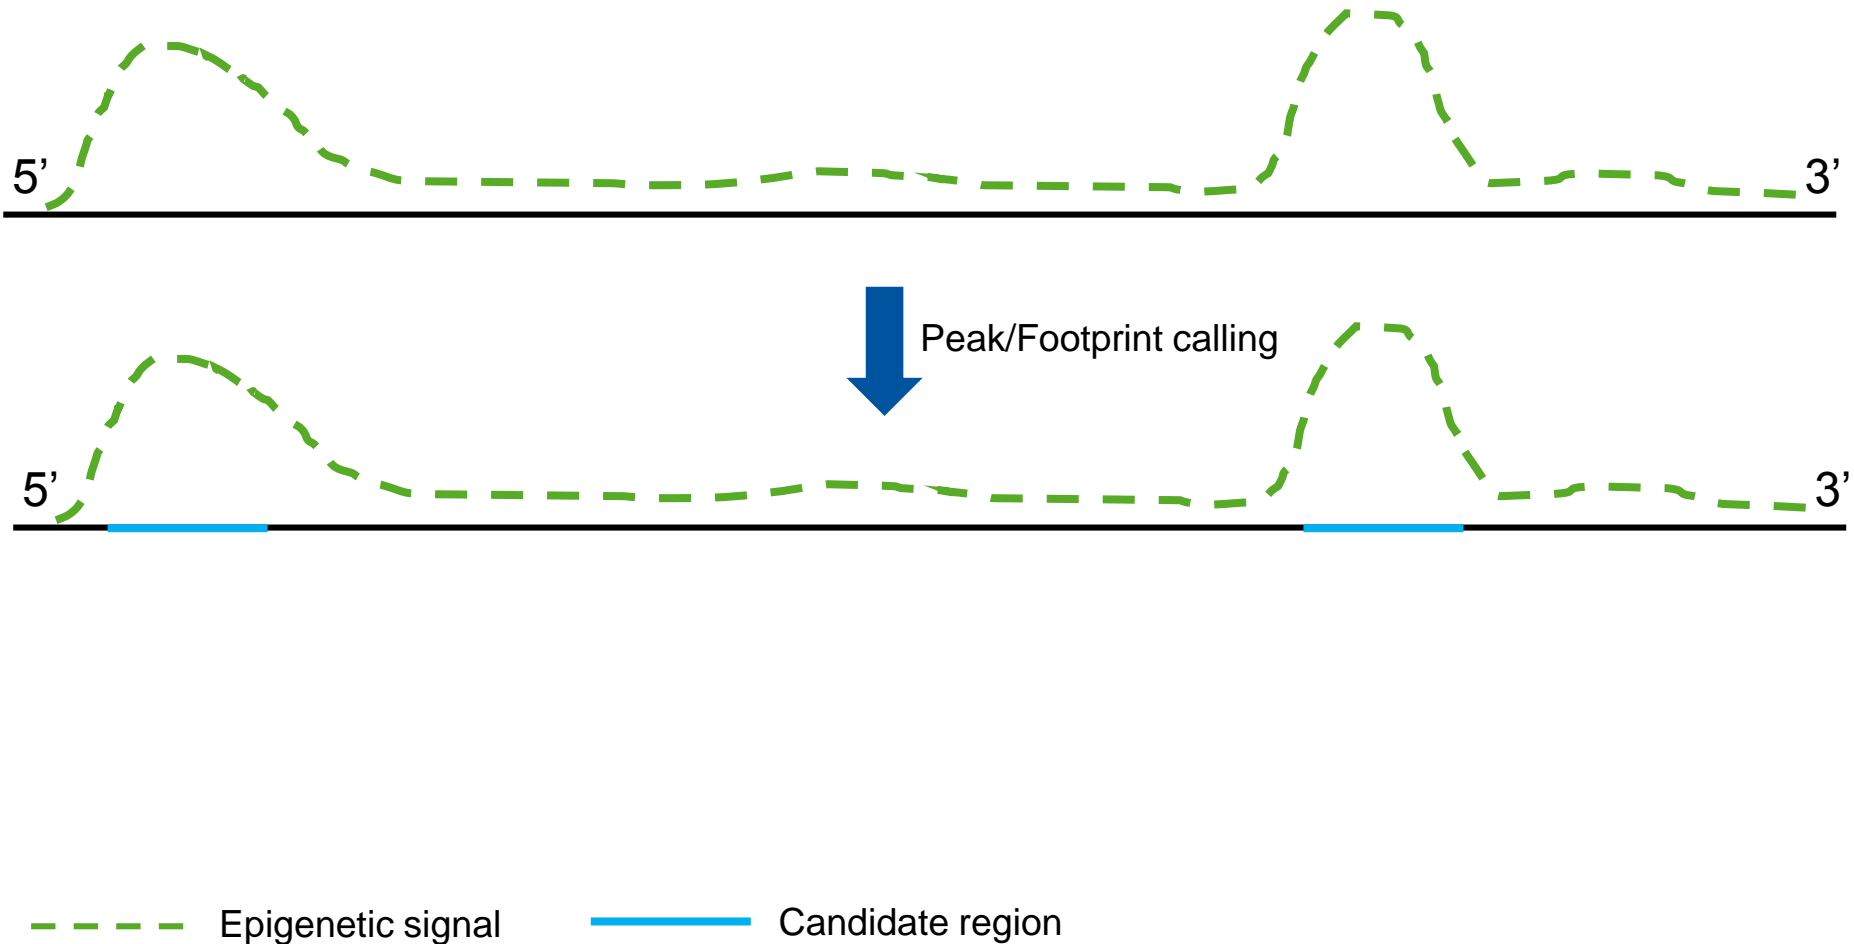 5’
3’
Peak/Footprint calling
5’
3’
Epigenetic signal
Candidate region